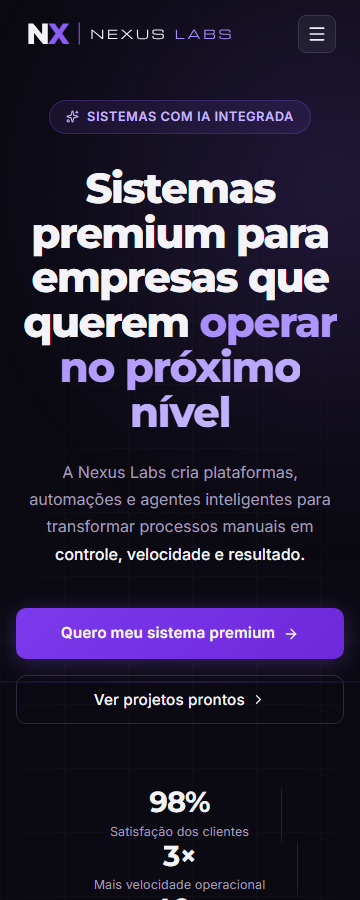 NX | NEXUS LABS
SISTEMAS COM IA INTEGRADA
Sistemas
premium para
empresas que
querem operar
no próximo
nível
A Nexus Labs cria plataformas,
automações e agentes inteligentes para
transformar processos manuais em
controle, velocidade e resultado.
Quero meu sistema premium →
Ver projetos prontos >
98%
Satisfação dos clientes
3×
Mais velocidade operacional